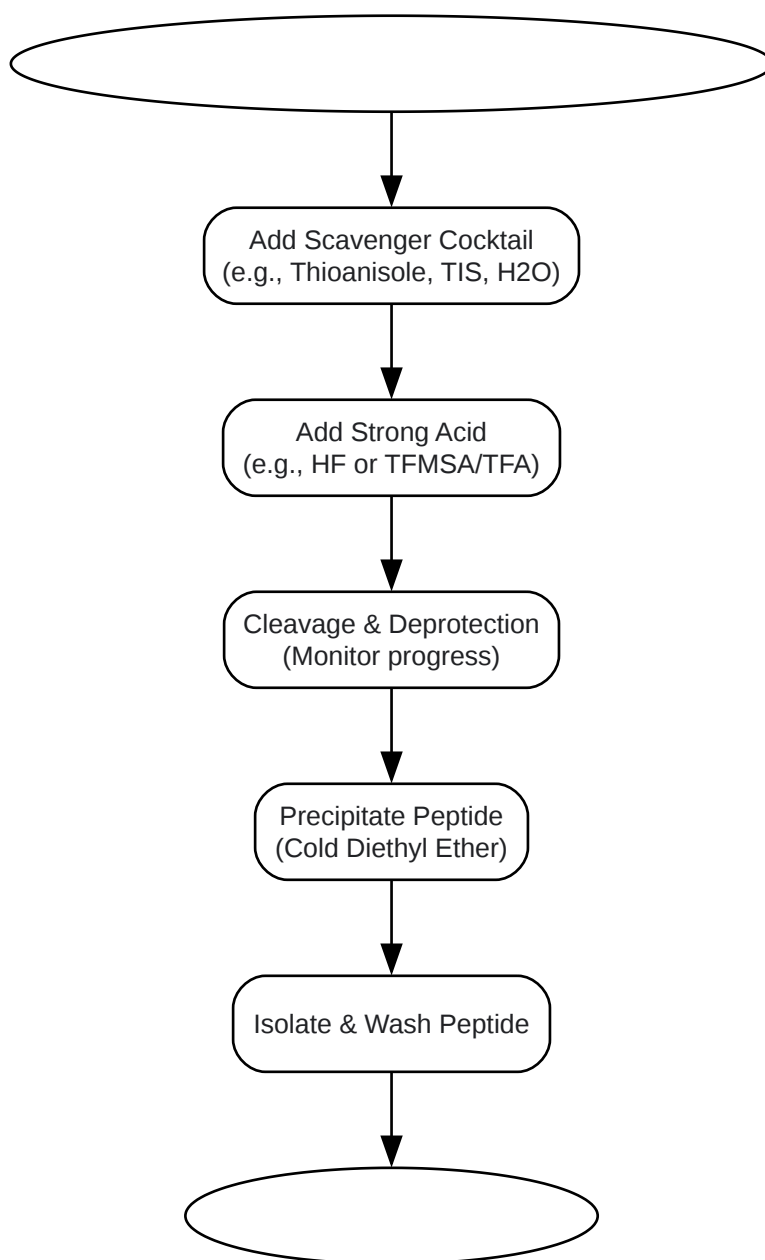 Add Scavenger Cocktail
(e.g., Thioanisole, TIS, H2O)
Add Strong Acid
(e.g., HF or TFMSA/TFA)
Cleavage & Deprotection
(Monitor progress)
Precipitate Peptide
(Cold Diethyl Ether)
Isolate & Wash Peptide